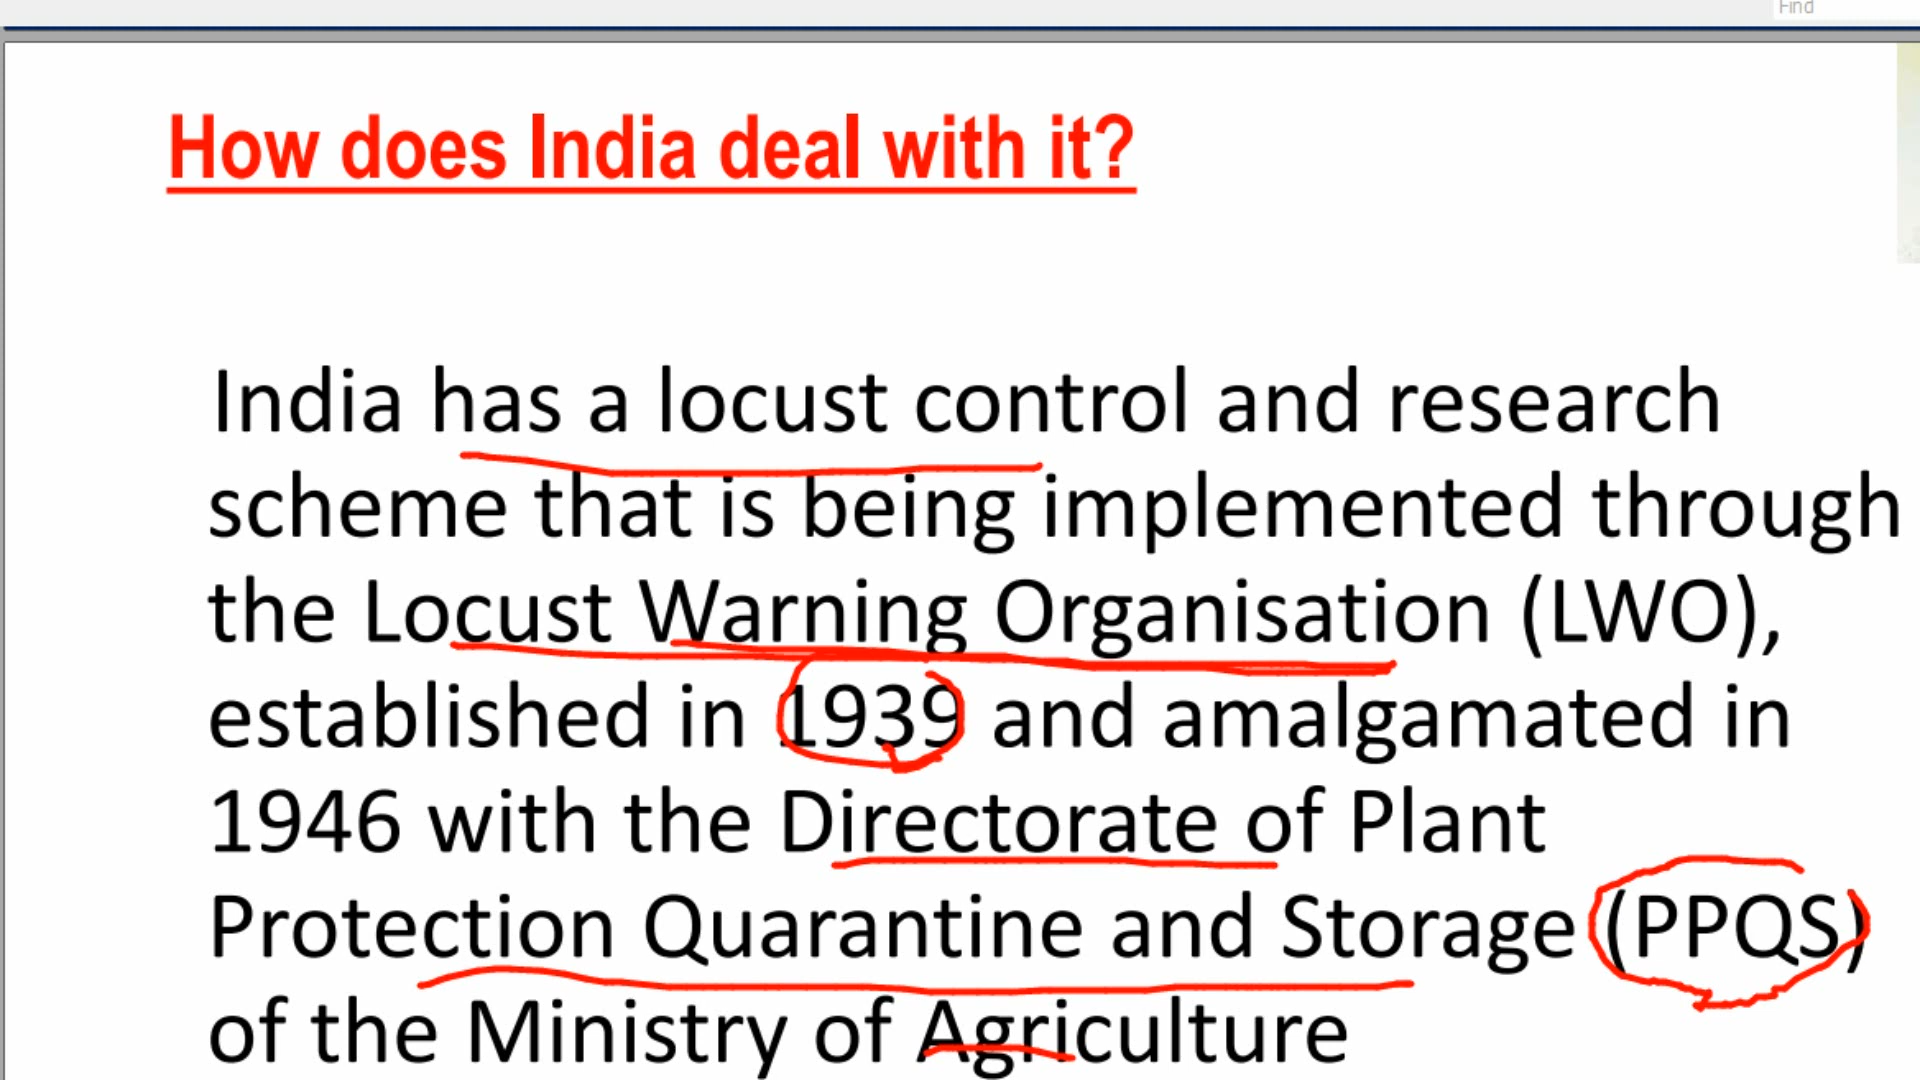 Find
How does India deal with it?
India has a locust control and research
scheme that is being implemented through
the Locust Warning Organisation (LWO),
established in 1939 and amalgamated in
1946 with the Directorate of Plant
Protection Quarantine and Storage (PPQS)
of the Ministry of Agriculture